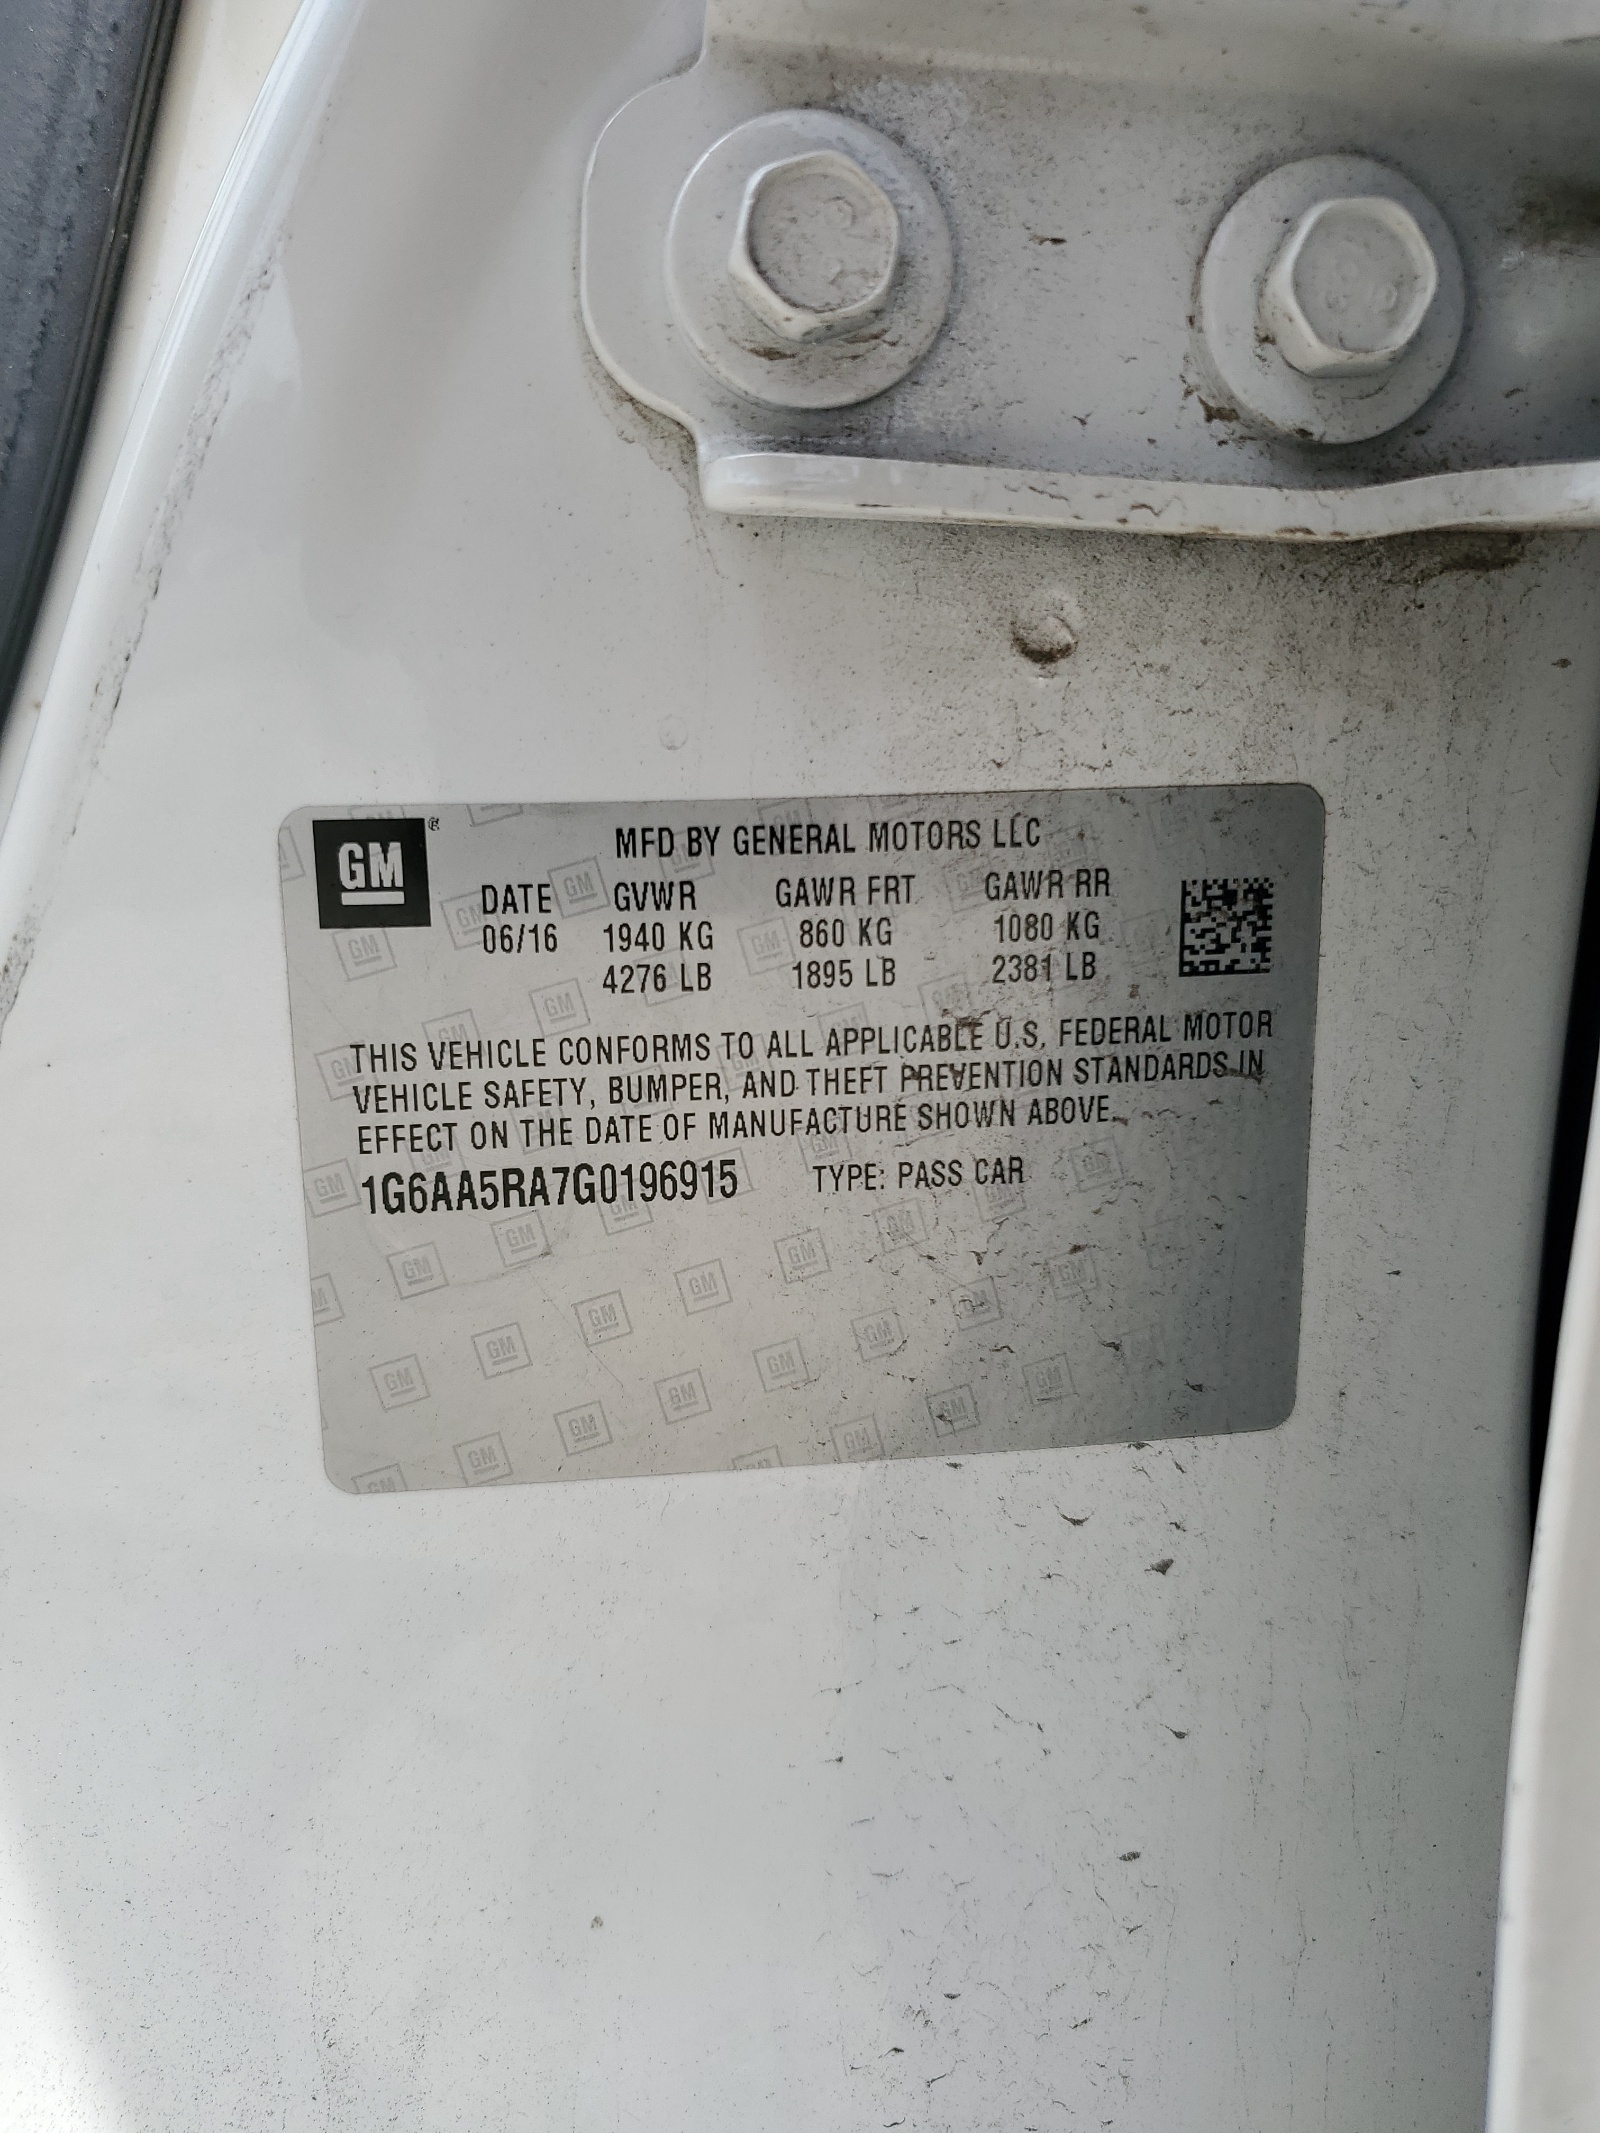 GM ®
MFD BY GENERAL MOTORS LLC
DATE GVWR GAWR FRT GAWR RR
06/16 1940 KG 860 KG 1080 KG
4276 LB 1895 LB 2381 LB
THIS VEHICLE CONFORMS TO ALL APPLICABLE U.S. FEDERAL MOTOR
VEHICLE SAFETY, BUMPER, AND THEFT PREVENTION STANDARDS IN
EFFECT ON THE DATE OF MANUFACTURE SHOWN ABOVE.
1G6AA5RA7G0196915 TYPE: PASS CAR